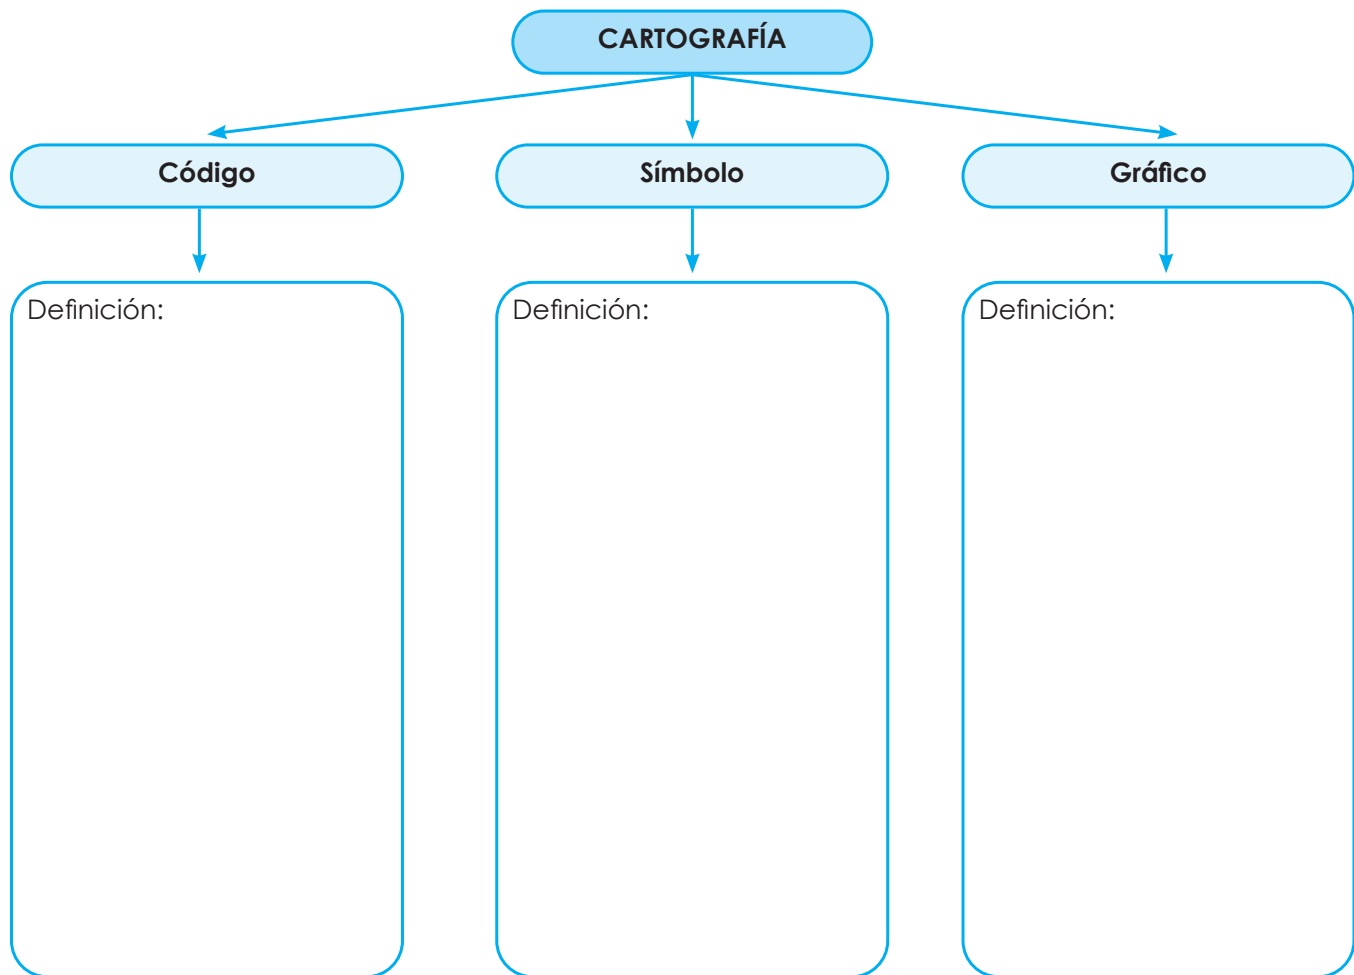 CARTOGRAFÍA
Código
Símbolo
Gráfico
Definición:
Definición:
Definición: